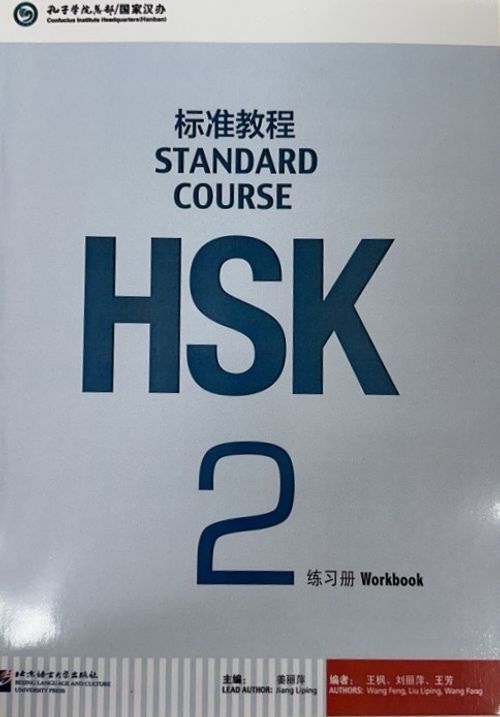 孔子学院总部/国家汉办
Confucius Institute Headquarters(Hanban)
标准教程
STANDARD
COURSE
HSK
2
练习册 Workbook
北京语言大学出版社
BEIJING LANGUAGE AND CULTURE
UNIVERSITY PRESS
主编: 姜丽萍
LEAD AUTHOR: Jiang Liping
编者: 王枫、刘丽萍、王芳
AUTHORS: Wang Feng, Liu Liping, Wang Fang